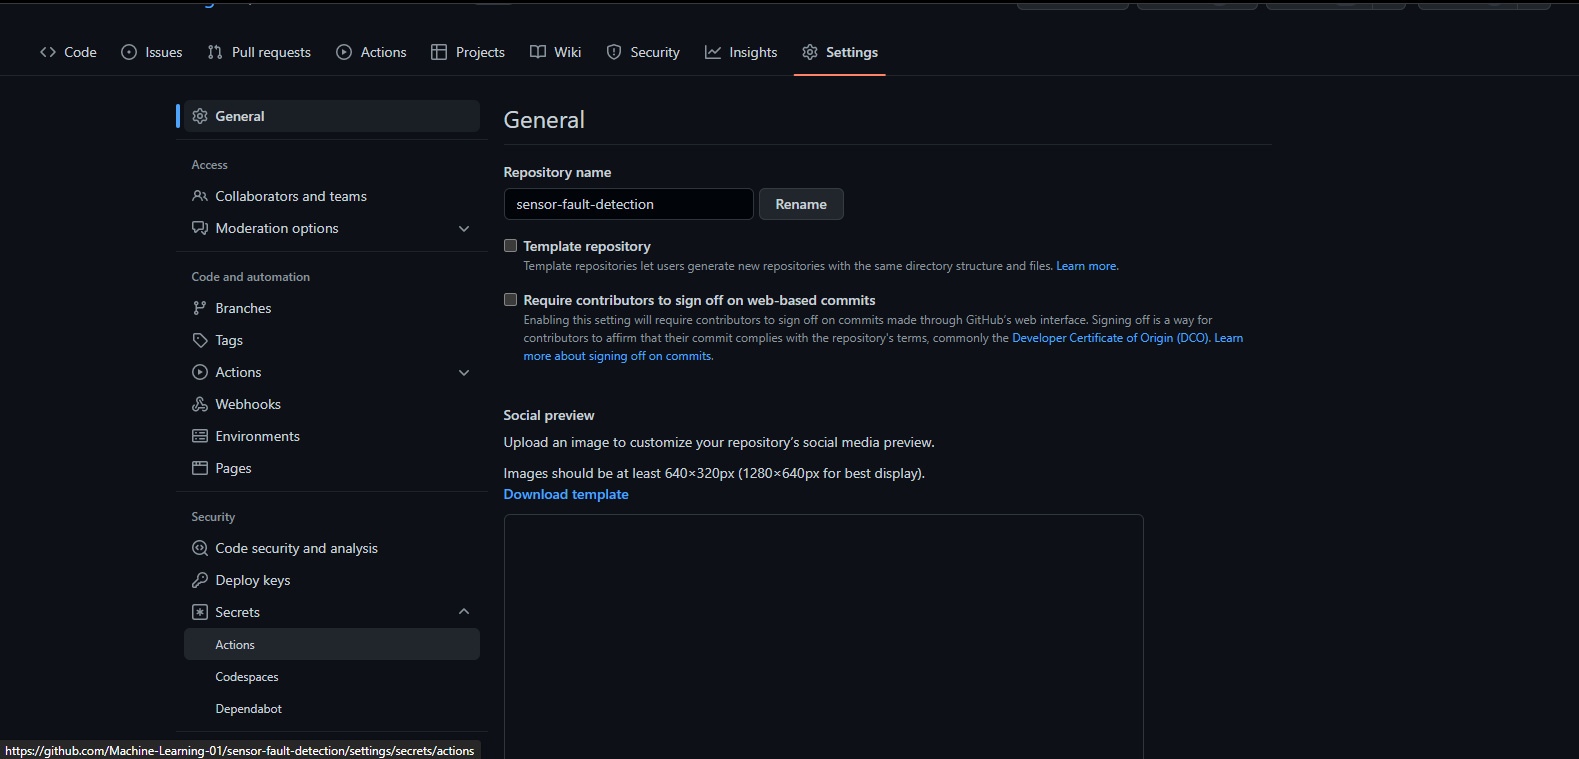 Code Issues Pull requests Actions Projects Wiki Security Insights Settings
General
Access
Collaborators and teams
Moderation options
Code and automation
Branches
Tags
Actions
Webhooks
Environments
Pages
Security
Code security and analysis
Deploy keys
Secrets
Actions
Codespaces
Dependabot
General
Repository name
sensor-fault-detection Rename
Template repository
Template repositories let users generate new repositories with the same directory structure and files. Learn more.
Require contributors to sign off on web-based commits
Enabling this setting will require contributors to sign off on commits made through GitHub's web interface. Signing off is a way for
contributors to affirm that their commit complies with the repository's terms, commonly the Developer Certificate of Origin (DCO). Learn
more about signing off on commits.
Social preview
Upload an image to customize your repository's social media preview.
Images should be at least 640×320px (1280×640px for best display).
Download template
https://github.com/Machine-Learning-01/sensor-fault-detection/settings/secrets/actions